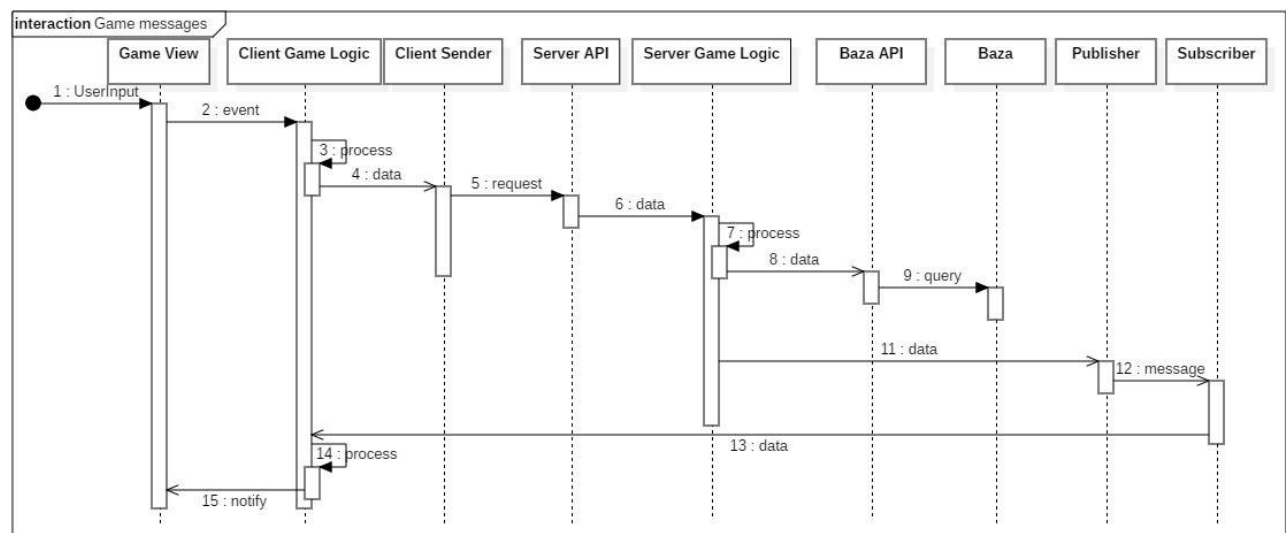 interaction Game messages
Game View
Client Game Logic
Client Sender
Server API
Server Game Logic
Baza API
Baza
Publisher
Subscriber
1 : UserInput
2 : event
3 : process
4 : data
5 : request
6 : data
7 : process
8 : data
9 : query
11 : data
12 : message
13 : data
14 : process
15 : notify